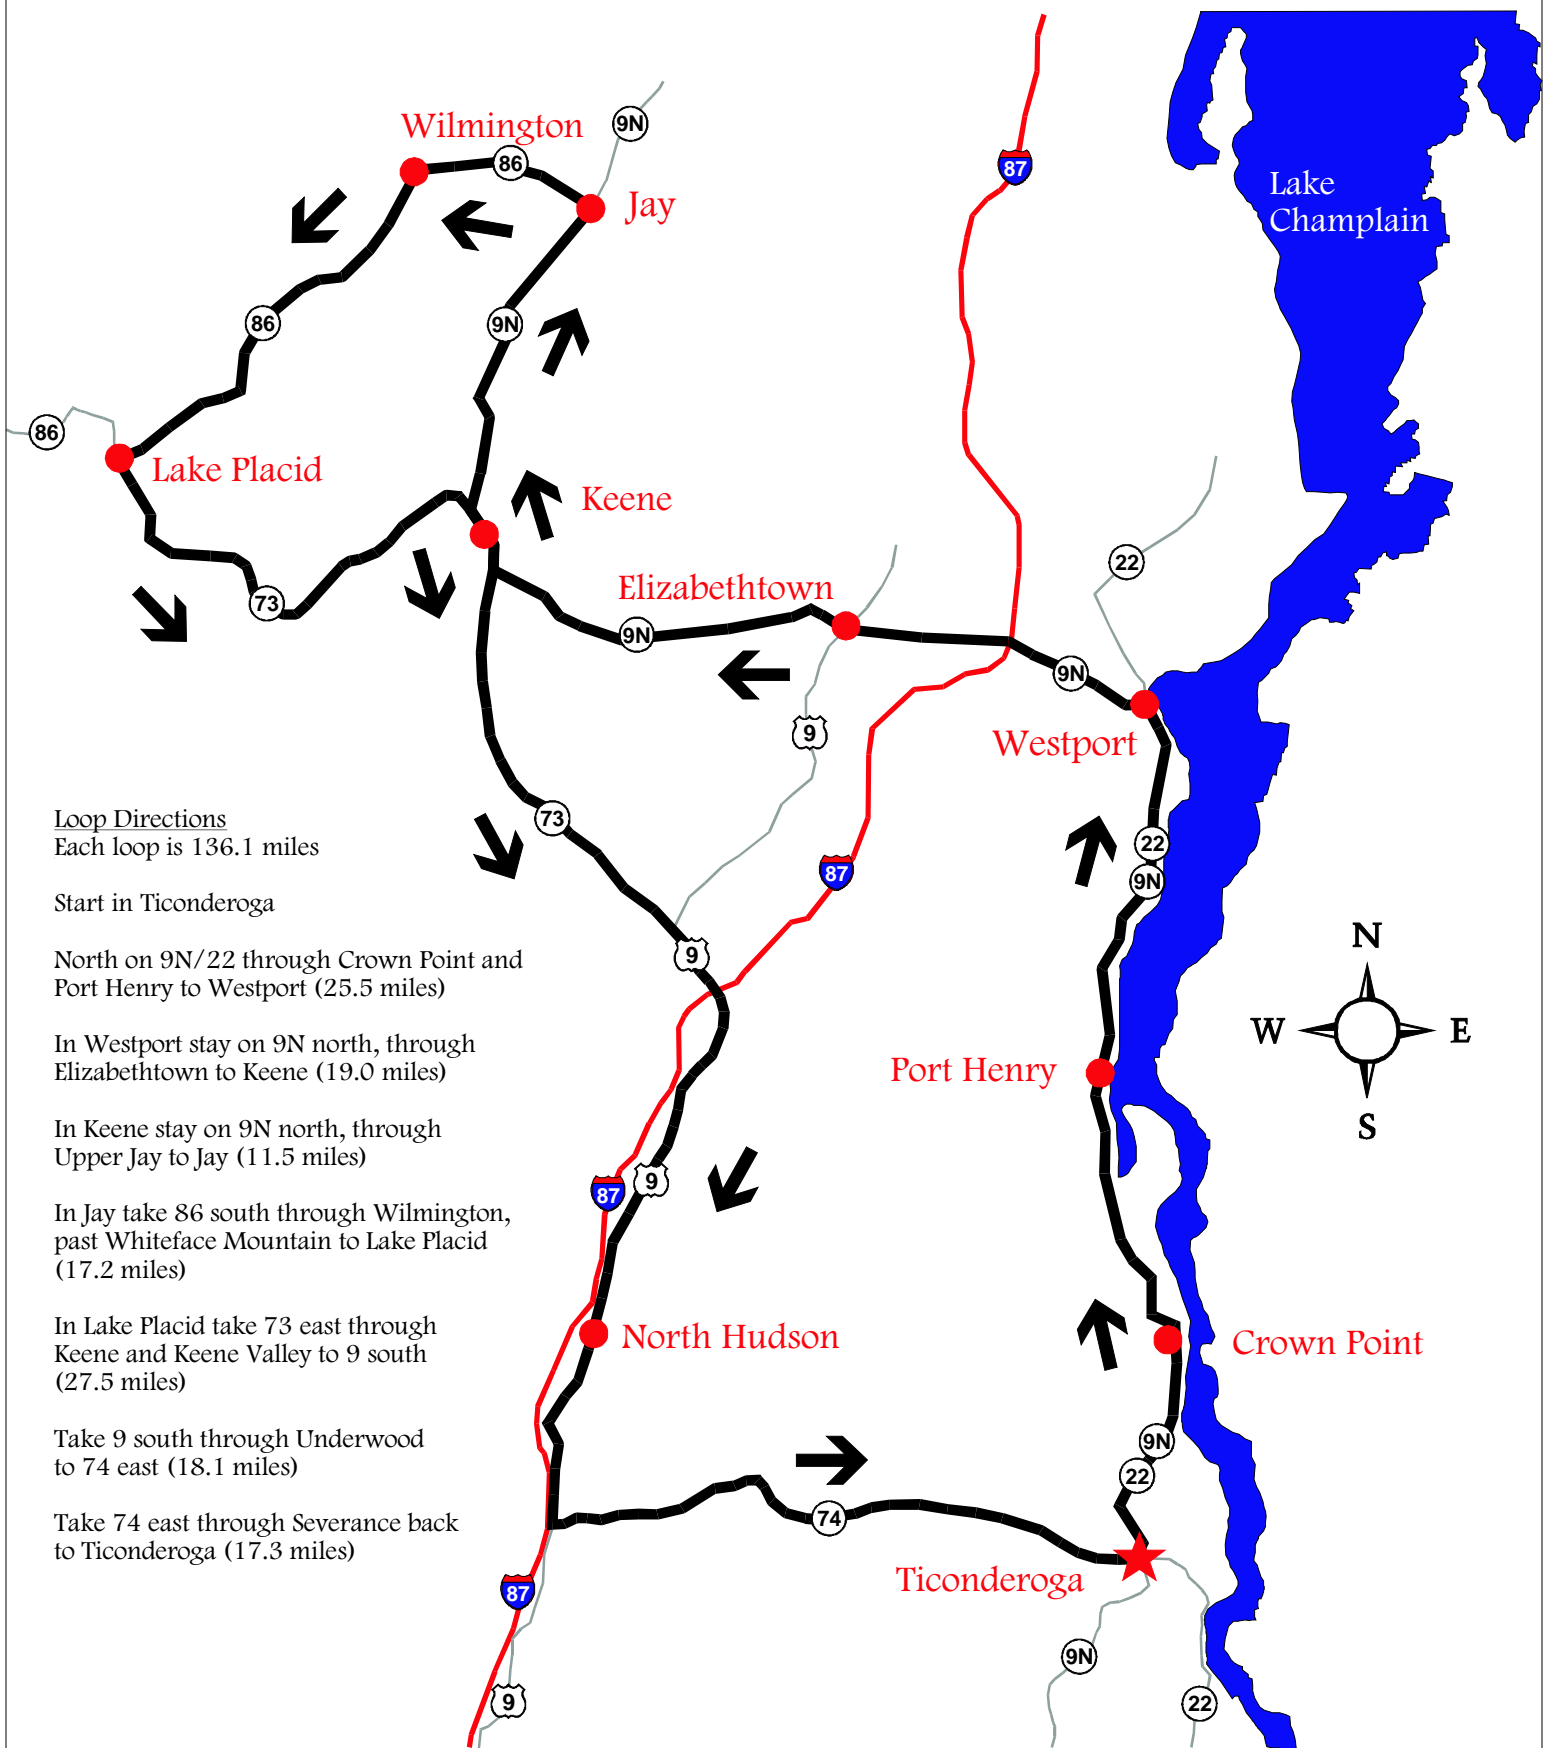 9N
Wilmington
86
87
Jay
Lake
Champlain
86
9N
86
Lake Placid
Keene
22
Elizabethtown
73
9N
9N
9
Westport
73
22
87
9N
Loop Directions
Each loop is 136.1 miles
Start in Ticonderoga
North on 9N/22 through Crown Point and
Port Henry to Westport (25.5 miles)
In Westport stay on 9N north, through
Elizabethtown to Keene (19.0 miles)
In Keene stay on 9N north, through
Upper Jay to Jay (11.5 miles)
In Jay take 86 south through Wilmington,
past Whiteface Mountain to Lake Placid
(17.2 miles)
In Lake Placid take 73 east through
Keene and Keene Valley to 9 south
(27.5 miles)
Take 9 south through Underwood
to 74 east (18.1 miles)
Take 74 east through Severance back
to Ticonderoga (17.3 miles)
9
N
W
E
S
Port Henry
9
87
North Hudson
Crown Point
9N
22
74
Ticonderoga
87
9N
9
22